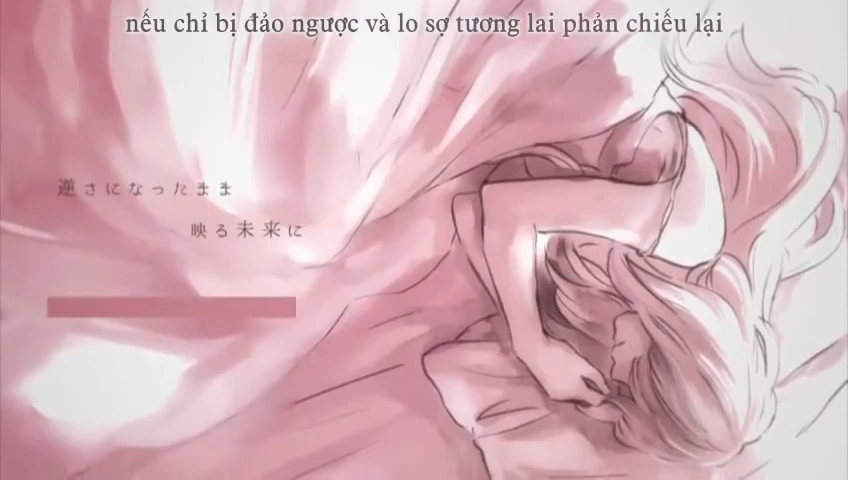 nếu chỉ bị đảo ngược và lo sợ tương lai phản chiếu lại
逆さになったまま
映る未来に